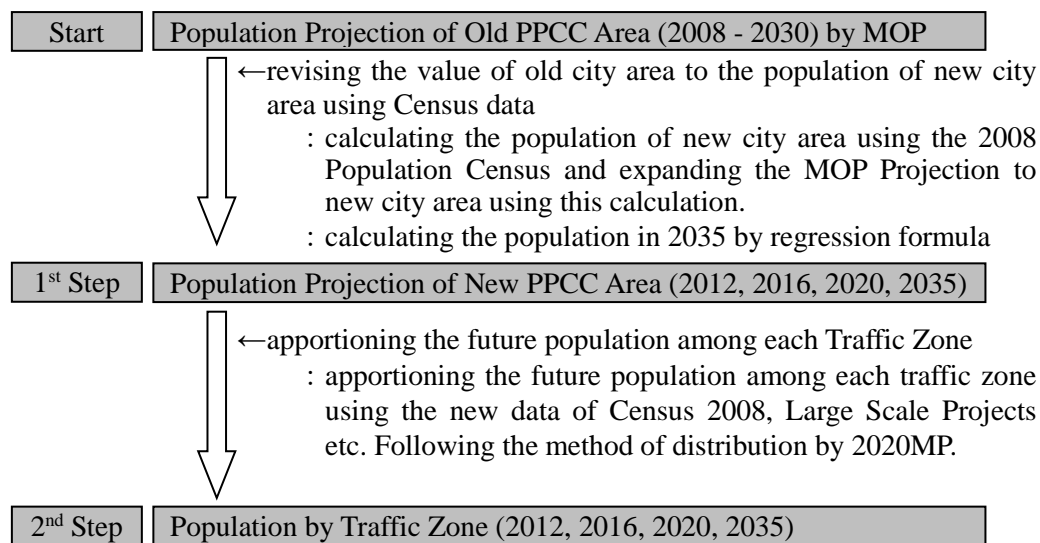 Start Population Projection of Old PPCC Area (2008 - 2030) by MOP
←revising the value of old city area to the population of new city
area using Census data
: calculating the population of new city area using the 2008
Population Census and expanding the MOP Projection to
new city area using this calculation.
: calculating the population in 2035 by regression formula
1st Step Population Projection of New PPCC Area (2012, 2016, 2020, 2035)
←apportioning the future population among each Traffic Zone
: apportioning the future population among each traffic zone
using the new data of Census 2008, Large Scale Projects
etc. Following the method of distribution by 2020MP.
2nd Step Population by Traffic Zone (2012, 2016, 2020, 2035)